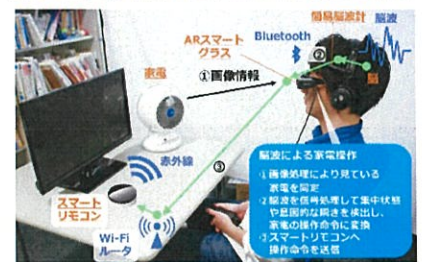 簡易脳波計 脳波
ARスマート
グラス
Bluetooth
②
脳
家電
①画像情報
赤外線
③
スマート
リモコン
Wi-Fi
ルータ
脳波による家電操作
①画像処理により見ている
家電を同定
②脳波を信号処理して集中状態
や意図的な瞬きを検出し、
家電の操作命令に変換
③スマートリモコンへ
操作命令を送信